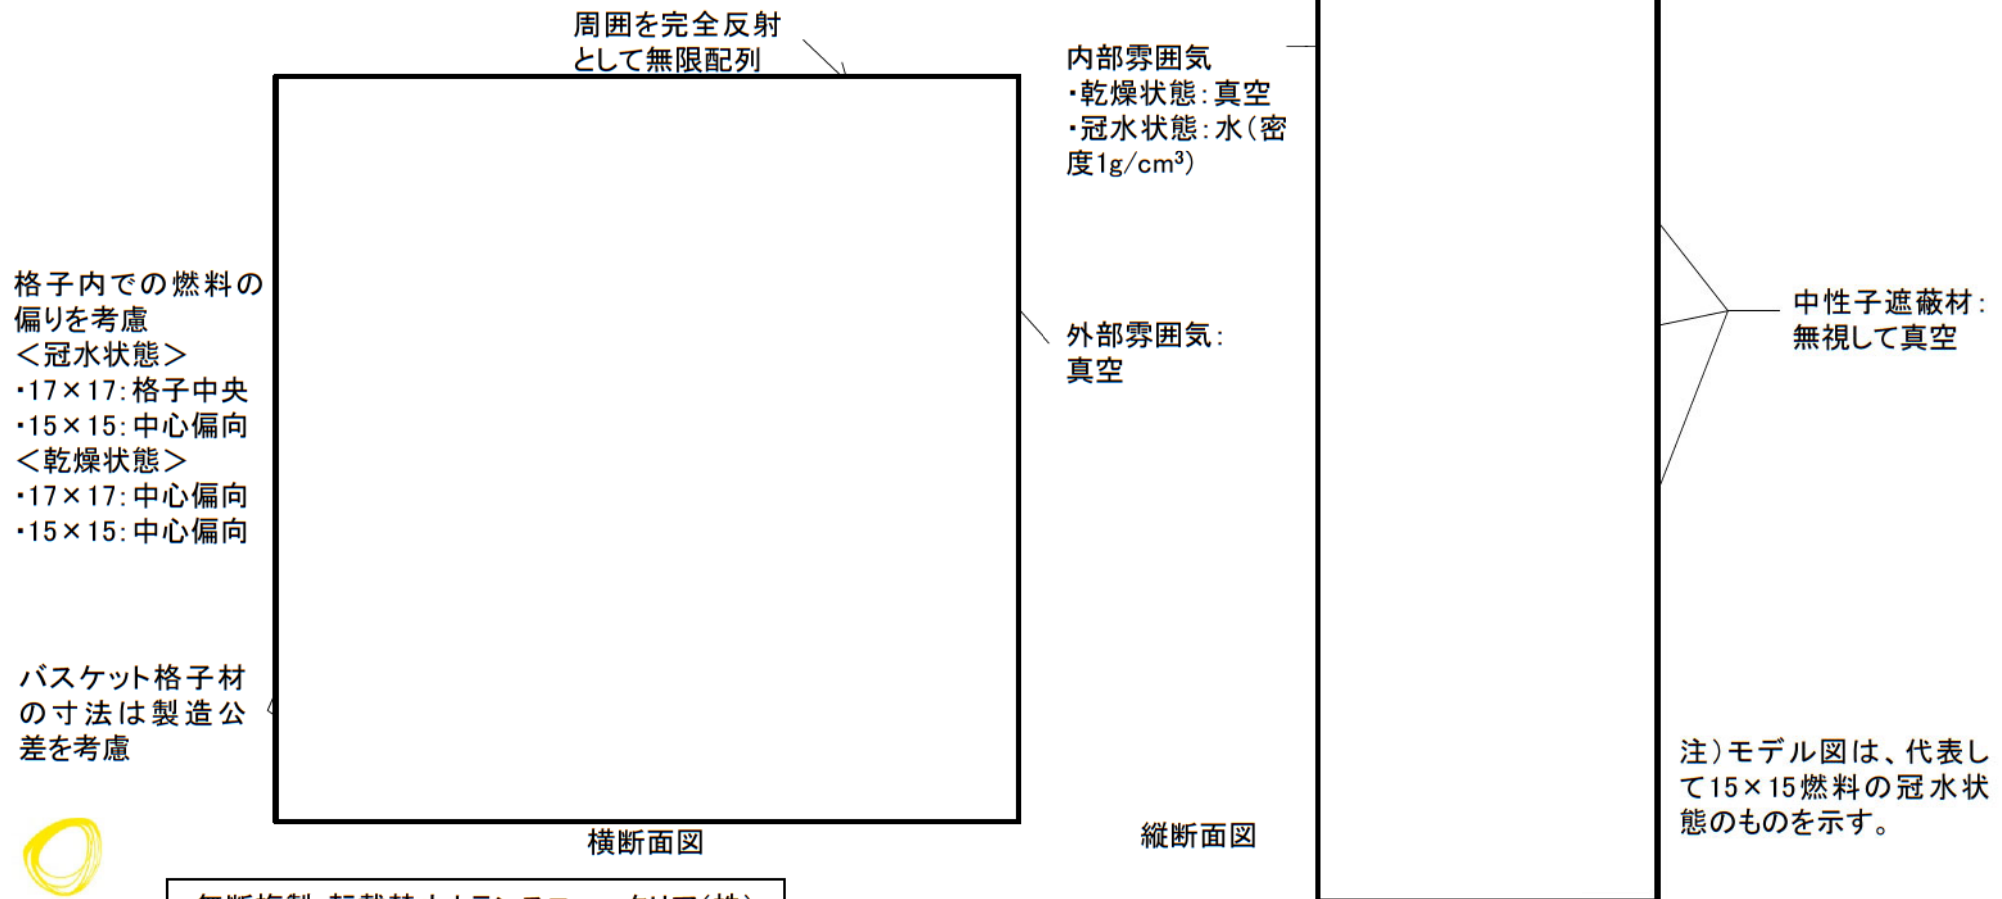 周囲を完全反射
として無限配列
内部雰囲気
・乾燥状態：真空
・冠水状態：水（密
度1g/cm³）
格子内での燃料の
偏りを考慮
＜冠水状態＞
・17×17：格子中央
・15×15：中心偏向
＜乾燥状態＞
・17×17：中心偏向
・15×15：中心偏向
外部雰囲気：
真空
中性子遮蔽材：
無視して真空
バスケット格子材
の寸法は製造公
差を考慮
注）モデル図は、代表し
て15×15燃料の冠水状
態のものを示す。
横断面図
縦断面図